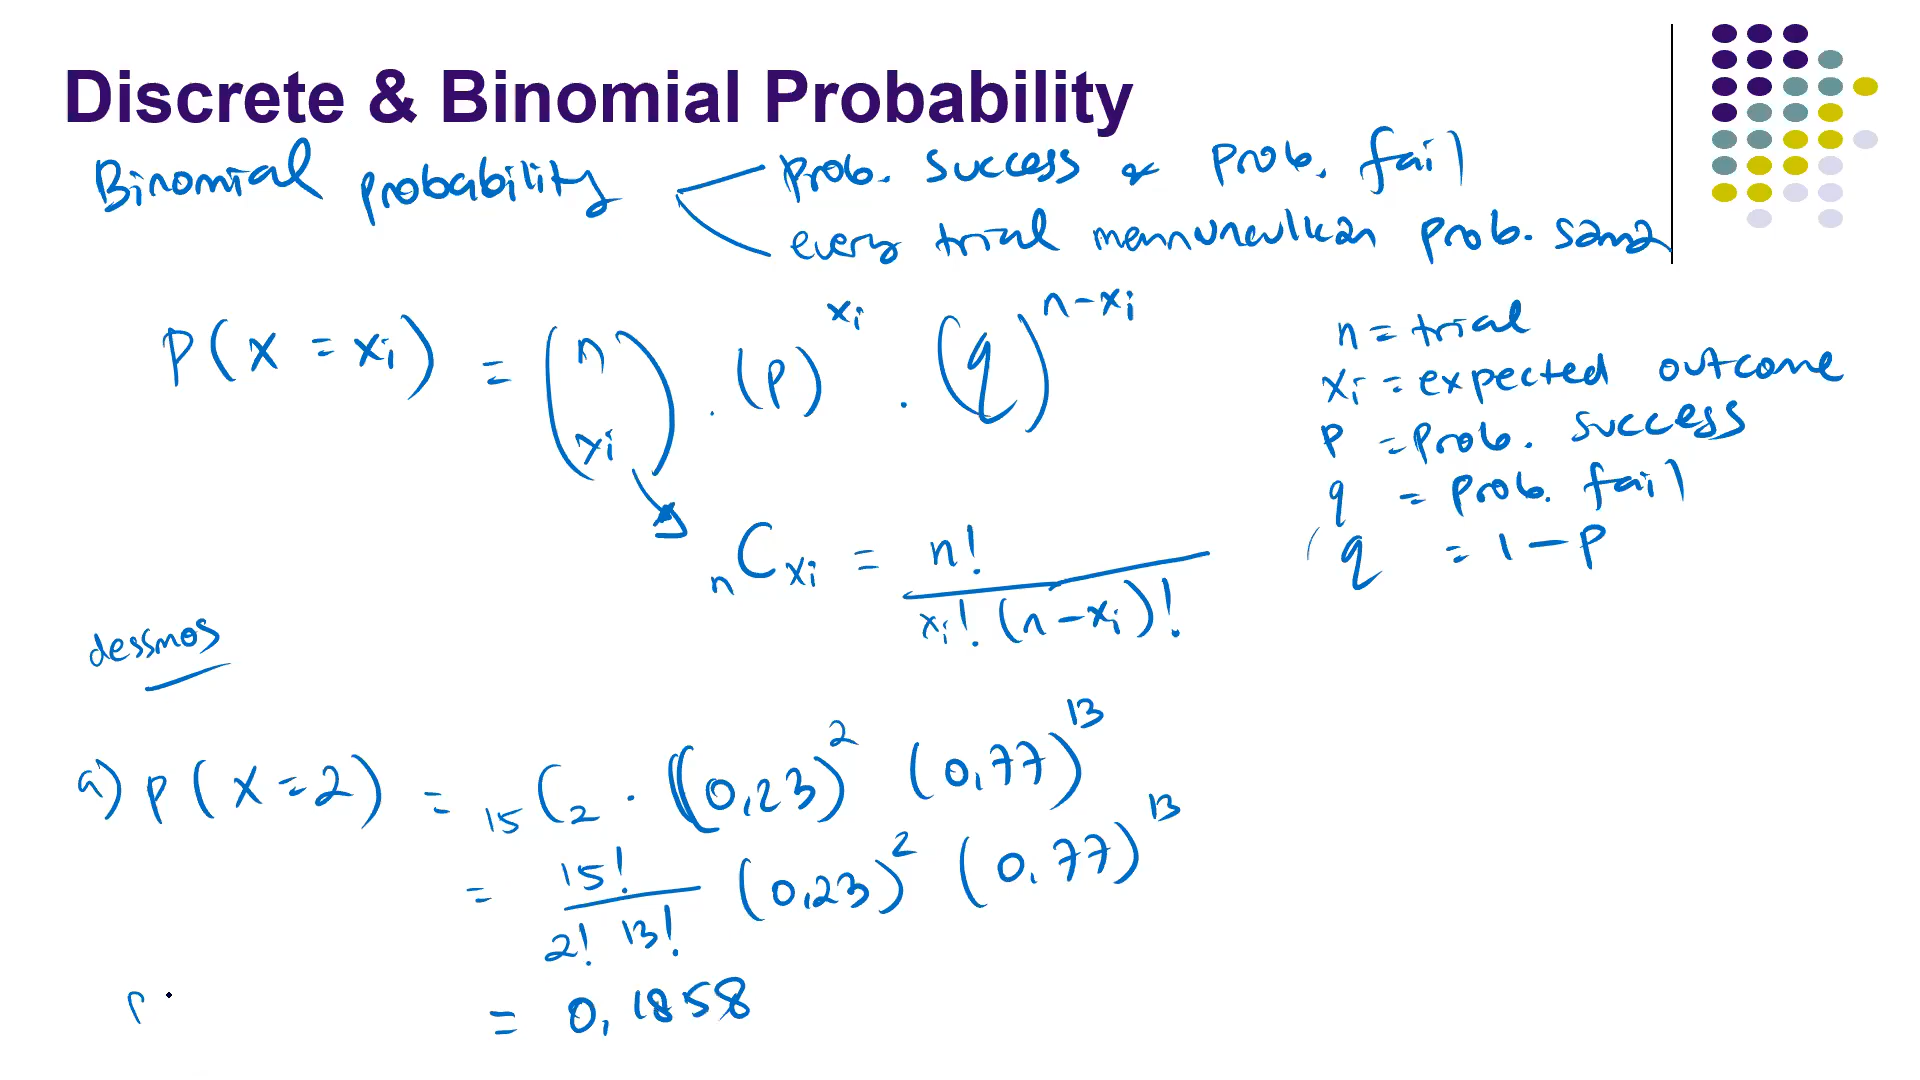 Discrete & Binomial Probability
Binomial probability
prob. success & prob. fail
every trial memunculkan prob. sama
P(X = xi) = (n xi) . (p)^xi . (q)^n-xi
n = trial
xi = expected outcome
p = prob. success
q = prob. fail
q = 1 - p
nCxi = n! / xi! (n - xi)!
dessmos
a) P(X = 2) = 15C2 . (0,23)^2 (0,77)^13
= 15! / 2! 13! (0,23)^2 (0,77)^13
= 0,1858